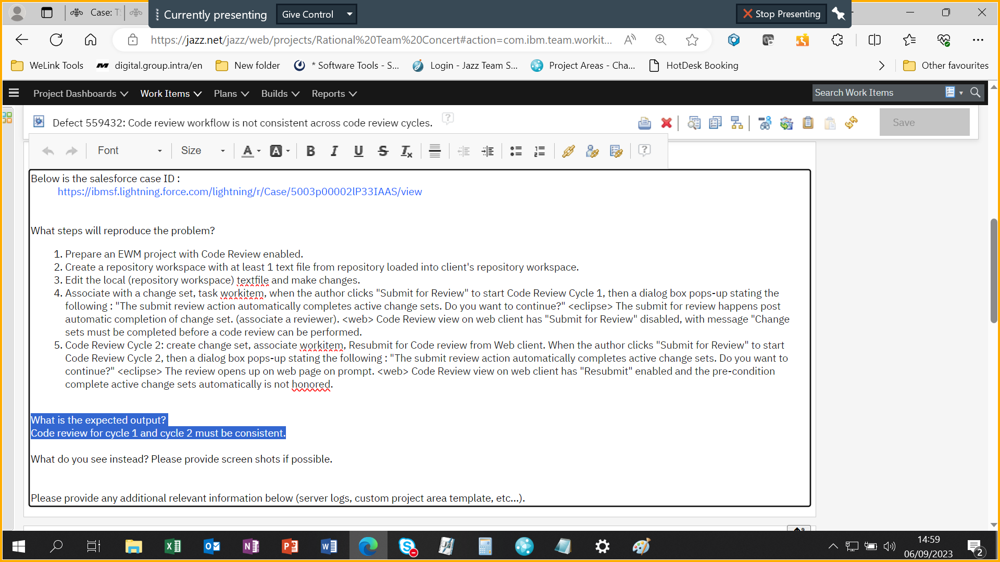 Case: T
Currently presenting
Give Control
Stop Presenting
https://jazz.net/jazz/web/projects/Rational%20Team%20Concert#action=com.ibm.team.workit...
WeLink Tools
digital.group.intra/en
New folder
* Software Tools - S...
Login - Jazz Team S...
Project Areas - Cha...
HotDesk Booking
Other favourites
Project Dashboards
Work Items
Plans
Builds
Reports
Search Work Items
Defect 559432: Code review workflow is not consistent across code review cycles.
Save
Font
Size
Below is the salesforce case ID :
https://ibmsf.lightning.force.com/lightning/r/Case/5003p00002lP33IAAS/view
What steps will reproduce the problem?
1. Prepare an EWM project with Code Review enabled.
2. Create a repository workspace with at least 1 text file from repository loaded into client's repository workspace.
3. Edit the local (repository workspace) textfile and make changes.
4. Associate with a change set, task workitem, when the author clicks "Submit for Review" to start Code Review Cycle 1, then a dialog box pops-up stating the
following : "The submit review action automatically completes active change sets. Do you want to continue?" <eclipse> The submit for review happens post
automatic completion of change set. (associate a reviewer). <web> Code Review view on web client has "Submit for Review" disabled, with message "Change
sets must be completed before a code review can be performed.
5. Code Review Cycle 2: create change set, associate workitem, Resubmit for Code review from Web client. When the author clicks "Submit for Review" to start
Code Review Cycle 2, then a dialog box pops-up stating the following : "The submit review action automatically completes active change sets. Do you want to
continue?" <eclipse> The review opens up on web page on prompt. <web> Code Review view on web client has "Resubmit" enabled and the pre-condition
complete active change sets automatically is not honored.
What is the expected output?
Code review for cycle 1 and cycle 2 must be consistent.
What do you see instead? Please provide screen shots if possible.
Please provide any additional relevant information below (server logs, custom project area template, etc...).
14:59
06/09/2023
2